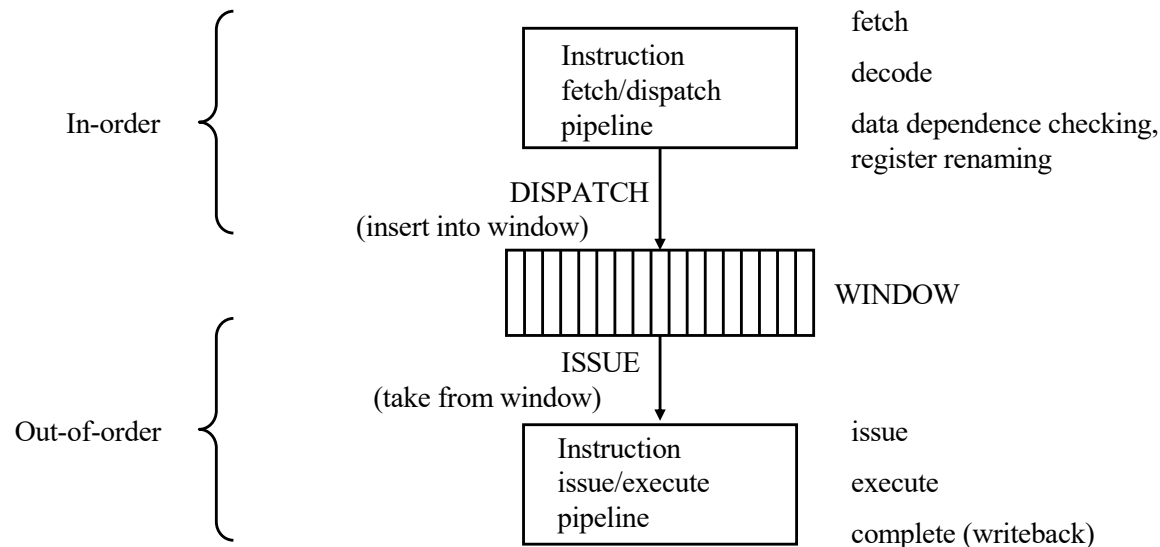 fetch
Instruction
fetch/dispatch
pipeline
decode
In-order
data dependence checking,
register renaming
DISPATCH
(insert into window)
WINDOW
ISSUE
(take from window)
Out-of-order
Instruction
issue/execute
pipeline
issue
execute
complete (writeback)